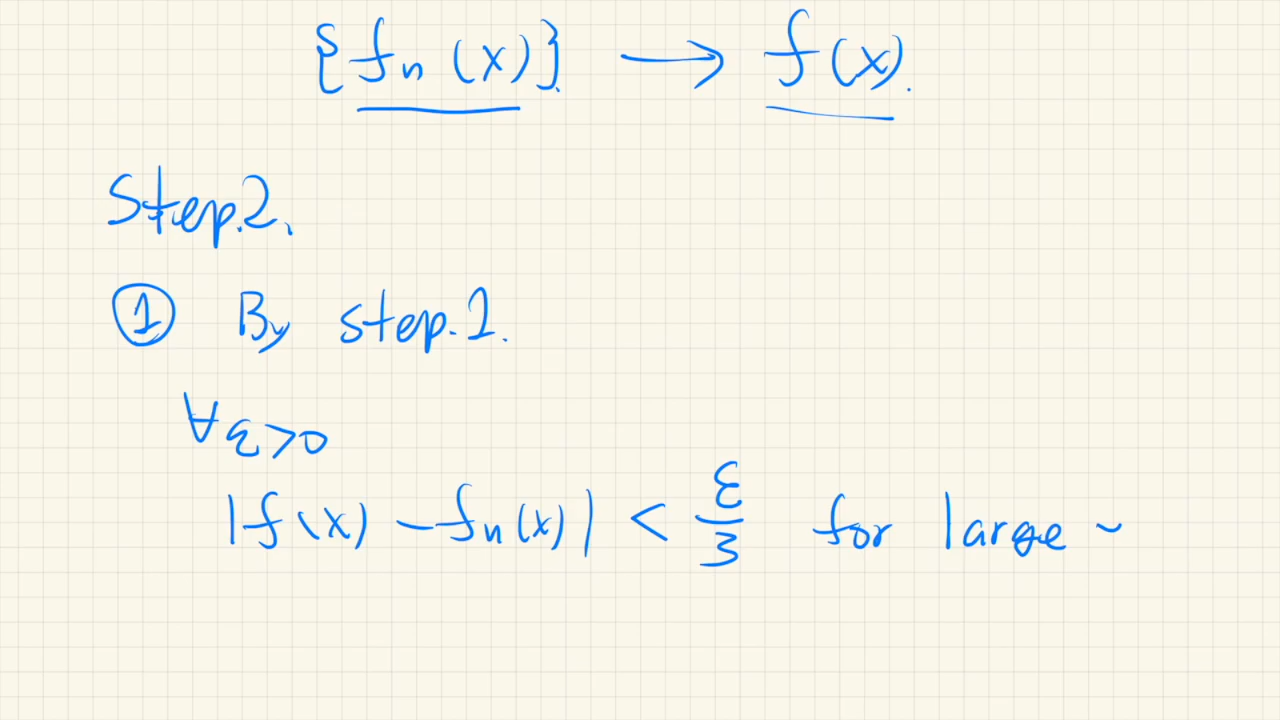 {fn(x)} → f(x).
Step.2.
① By step.1.
∀ε>0
|f(x) - fn(x)| < ε/3 for large